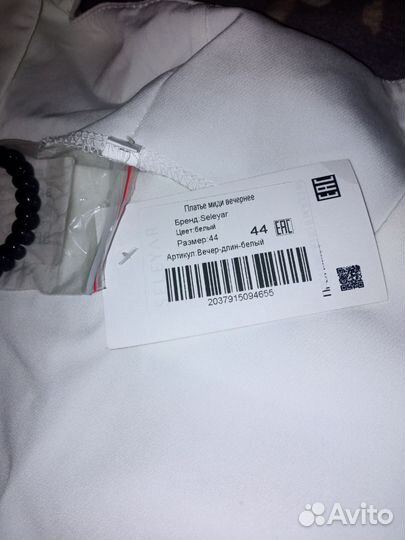 Платье миди вечернее
Бренд:Seleyar
Цвет:белый
44 EAC
Размер:44
Артикул:Вечер-длин-белый
2037915094655
EAC
Avito